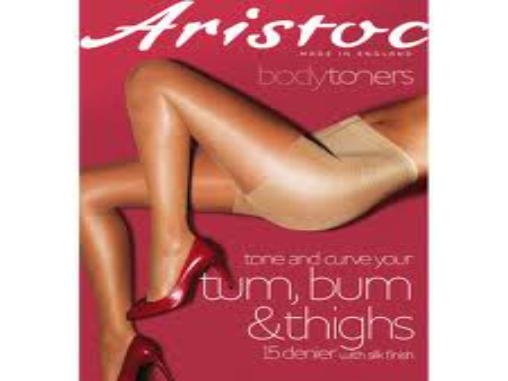 Aristoc
MADE IN ENGLAND
bodytoners
tone and curve your
tum, bum
&thighs
15 denier with silk finish